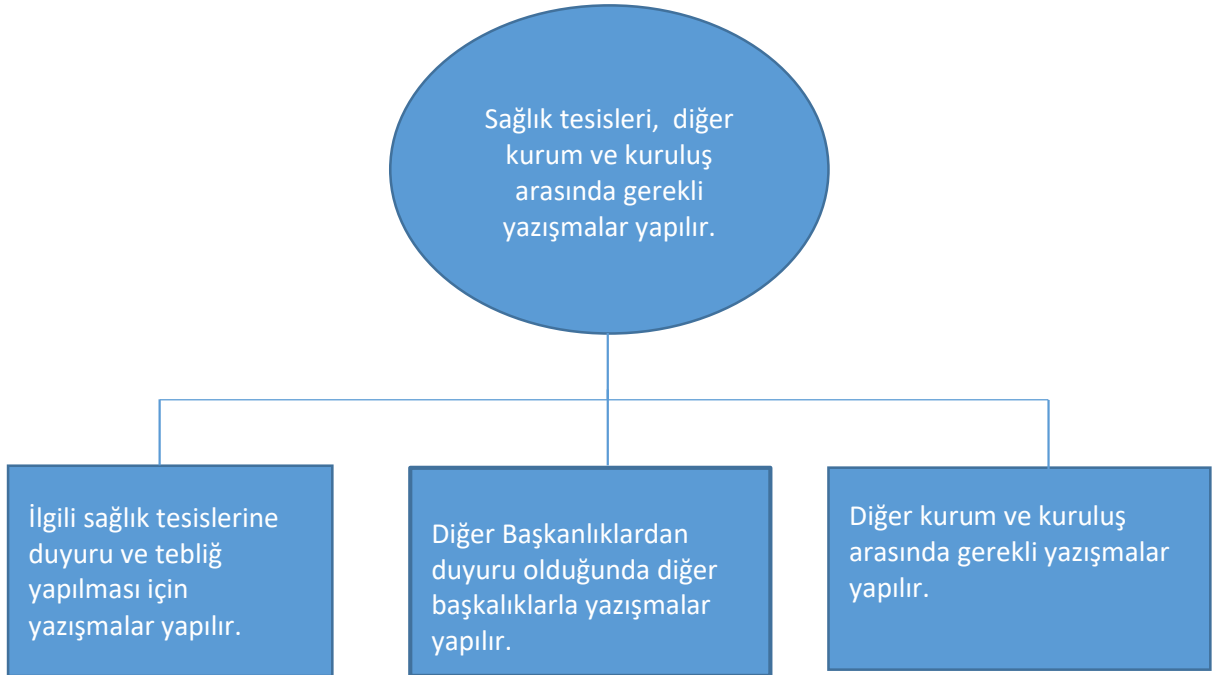 Sağlık tesisleri,  diğer
kurum ve kuruluş
arasında gerekli
yazışmalar yapılır.
İlgili sağlık tesislerine
duyuru ve tebliğ
yapılması için
yazışmalar yapılır.
Diğer Başkanlıklardan
duyuru olduğunda diğer
başkalıklarla yazışmalar
yapılır.
Diğer kurum ve kuruluş
arasında gerekli yazışmalar
yapılır.